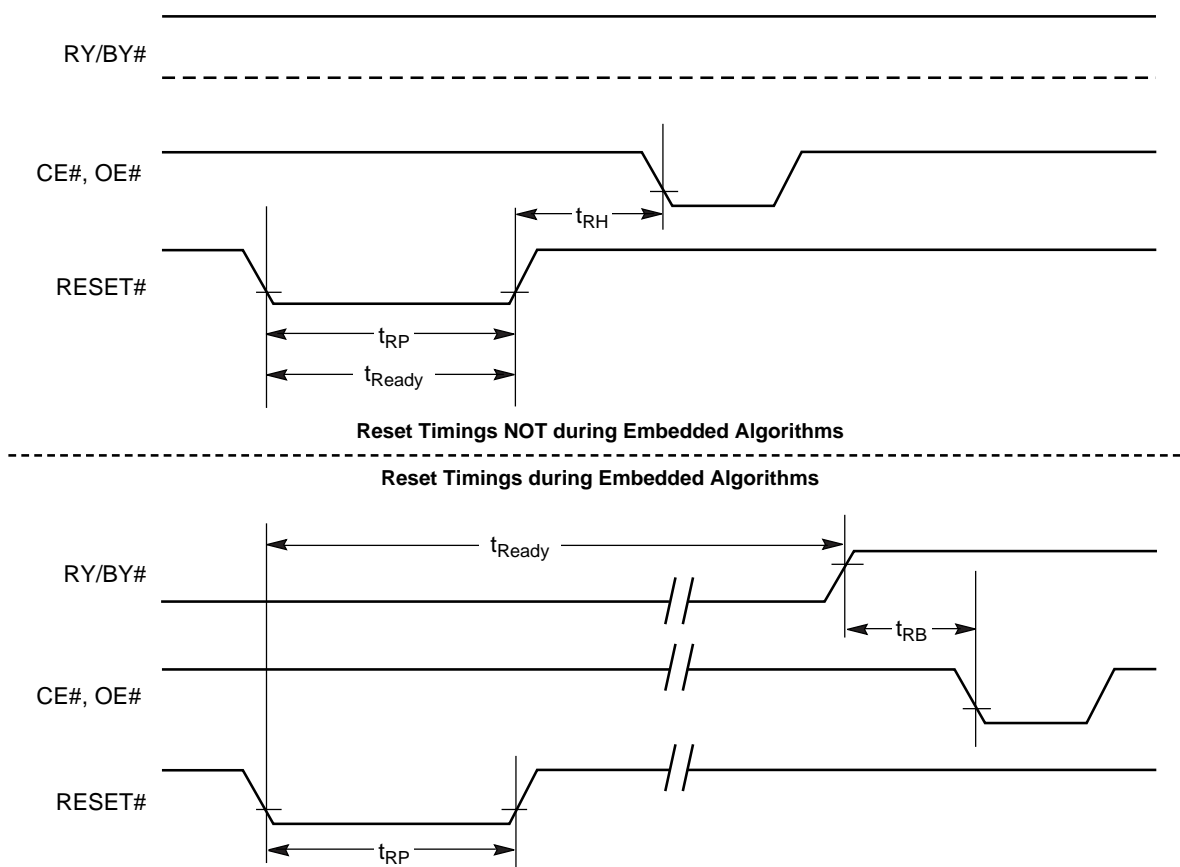 RY/BY#
CE#, OE#
tRH
RESET#
tRP
tReady
Reset Timings NOT during Embedded Algorithms
Reset Timings during Embedded Algorithms
tReady
RY/BY#
tRB
CE#, OE#
RESET#
tRP